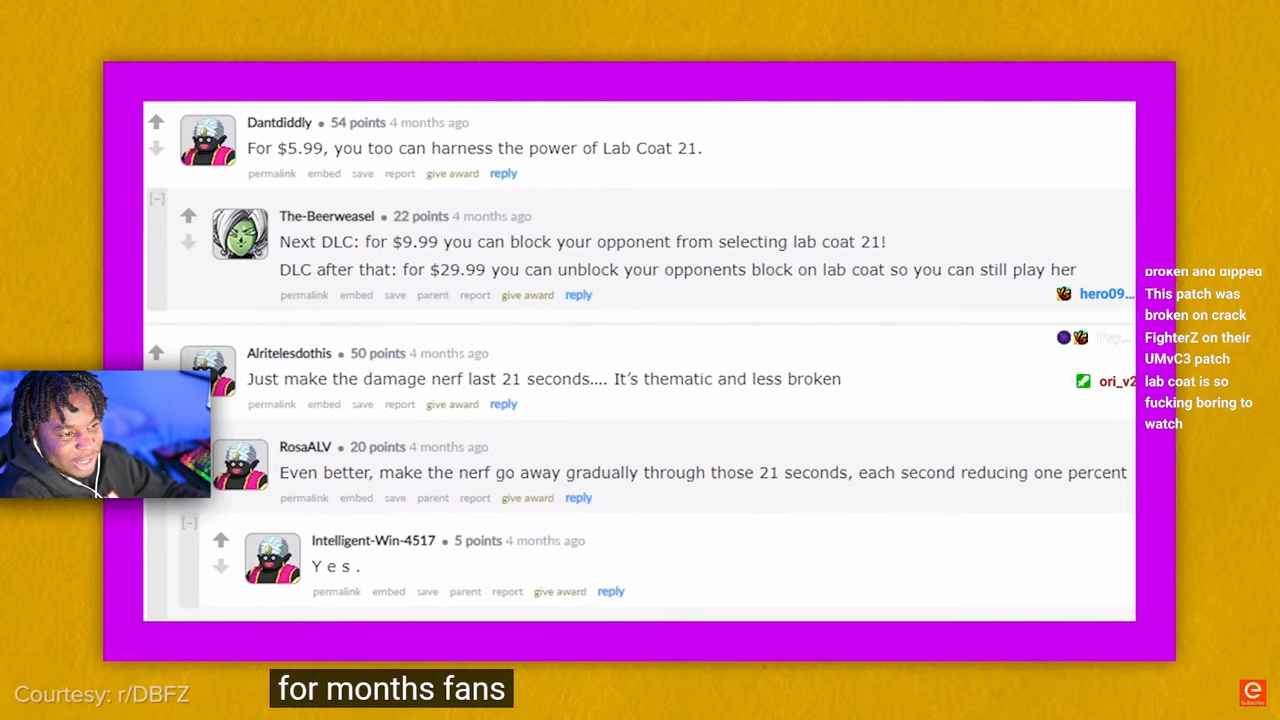 Dantdiddly • 54 points 4 months ago
For $5.99, you too can harness the power of Lab Coat 21.
permalink embed save report give award reply
[-]
The-Beerweasel • 22 points 4 months ago
Next DLC: for $9.99 you can block your opponent from selecting lab coat 21!
DLC after that: for $29.99 you can unblock your opponents block on lab coat so you can still play her
permalink embed save parent report give award reply
Alritelesdothis • 50 points 4 months ago
Just make the damage nerf last 21 seconds.... It's thematic and less broken
permalink embed save report give award reply
RosaALV • 20 points 4 months ago
Even better, make the nerf go away gradually through those 21 seconds, each second reducing one percent
permalink embed save parent report give award reply
[-]
Intelligent-Win-4517 • 5 points 4 months ago
Y e s .
permalink embed save parent report give award reply
broken and dipped
hero09... This patch was
broken on crack
Psy... FighterZ on their
UMvC3 patch
ori_v2 lab coat is so
fucking boring to
watch
for months fans
Courtesy: r/DBFZ
e
Subscribe